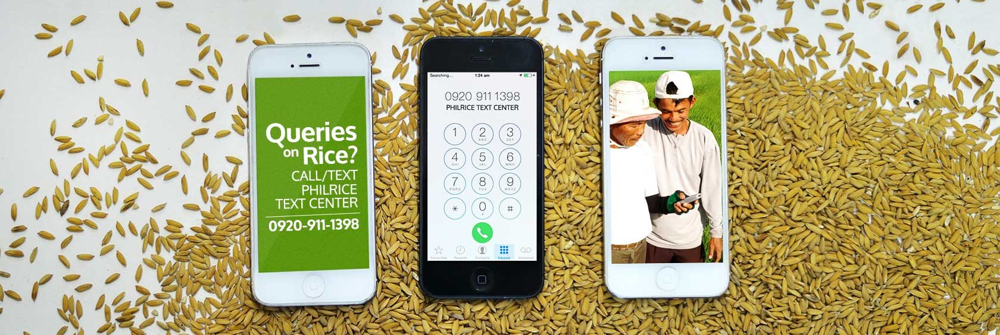 Queries
on Rice?
CALL/TEXT
PHILRICE
TEXT CENTER
0920-911-1398
Searching...
1:24 am
0920 911 1398
PHILRICE TEXT CENTER
1
2
ABC
3
DEF
4
GHI
5
JKL
6
MNO
7
PQRS
8
TUV
9
WXYZ
*
0
+
#
Favourites
Recents
Contacts
Keypad
Voicemail